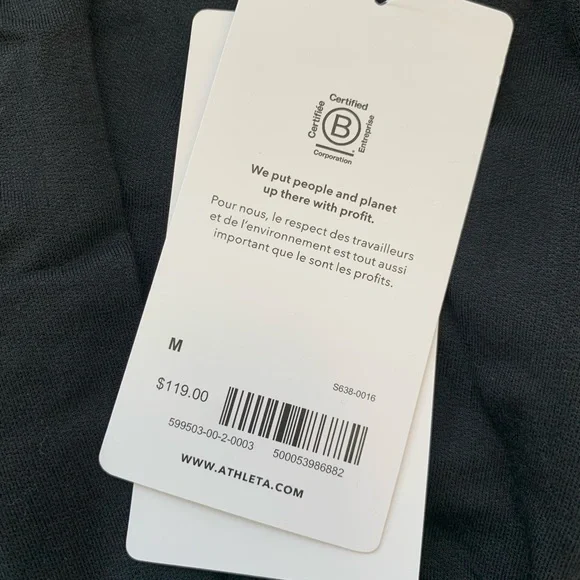 Certified
Certifiée
B
Entreprise
Corporation
We put people and planet
up there with profit.
Pour nous, le respect des travailleurs
et de l'environnement est tout aussi
important que le sont les profits.
M
$119.00
S638-0016
599503-00-2-0003
500053986882
WWW.ATHLETA.COM